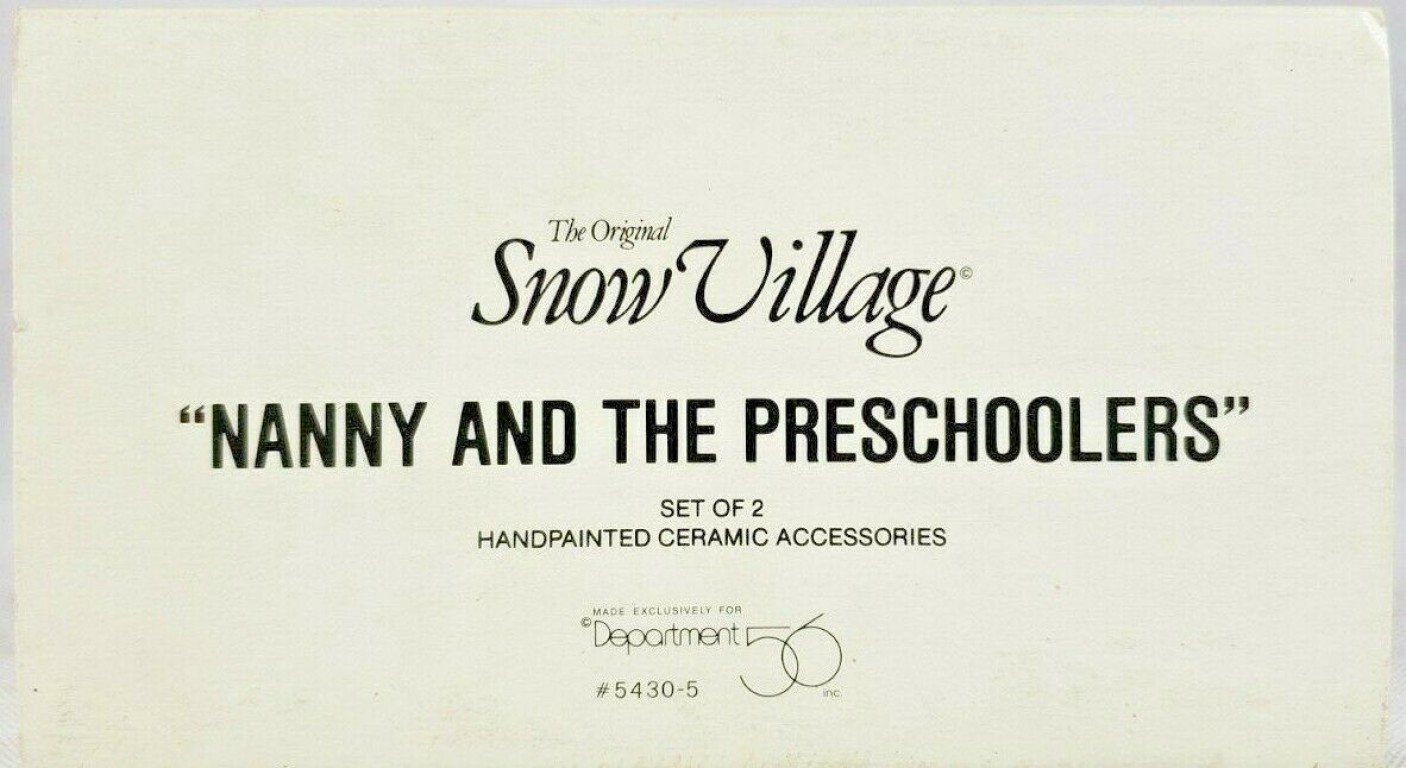 The Original
Snow Village©
“NANNY AND THE PRESCHOOLERS”
SET OF 2
HANDPAINTED CERAMIC ACCESSORIES
MADE EXCLUSIVELY FOR
©Department 56
inc.
#5430-5